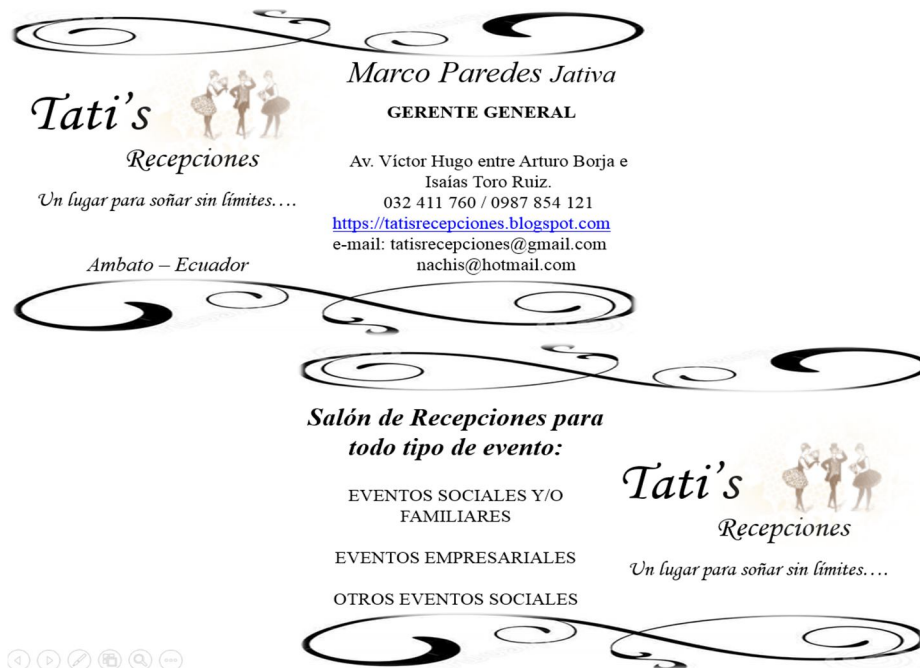 Tati's
Recepciones
Un lugar para soñar sin límites....
Ambato – Ecuador
Marco Paredes Jativa
GERENTE GENERAL
Av. Víctor Hugo entre Arturo Borja e
Isaías Toro Ruiz.
032 411 760 / 0987 854 121
https://tatisrecepciones.blogspot.com
e-mail: tatisrecepciones@gmail.com
nachis@hotmail.com
Salón de Recepciones para
todo tipo de evento:
EVENTOS SOCIALES Y/O
FAMILIARES
EVENTOS EMPRESARIALES
OTROS EVENTOS SOCIALES
Tati's
Recepciones
Un lugar para soñar sin límites....